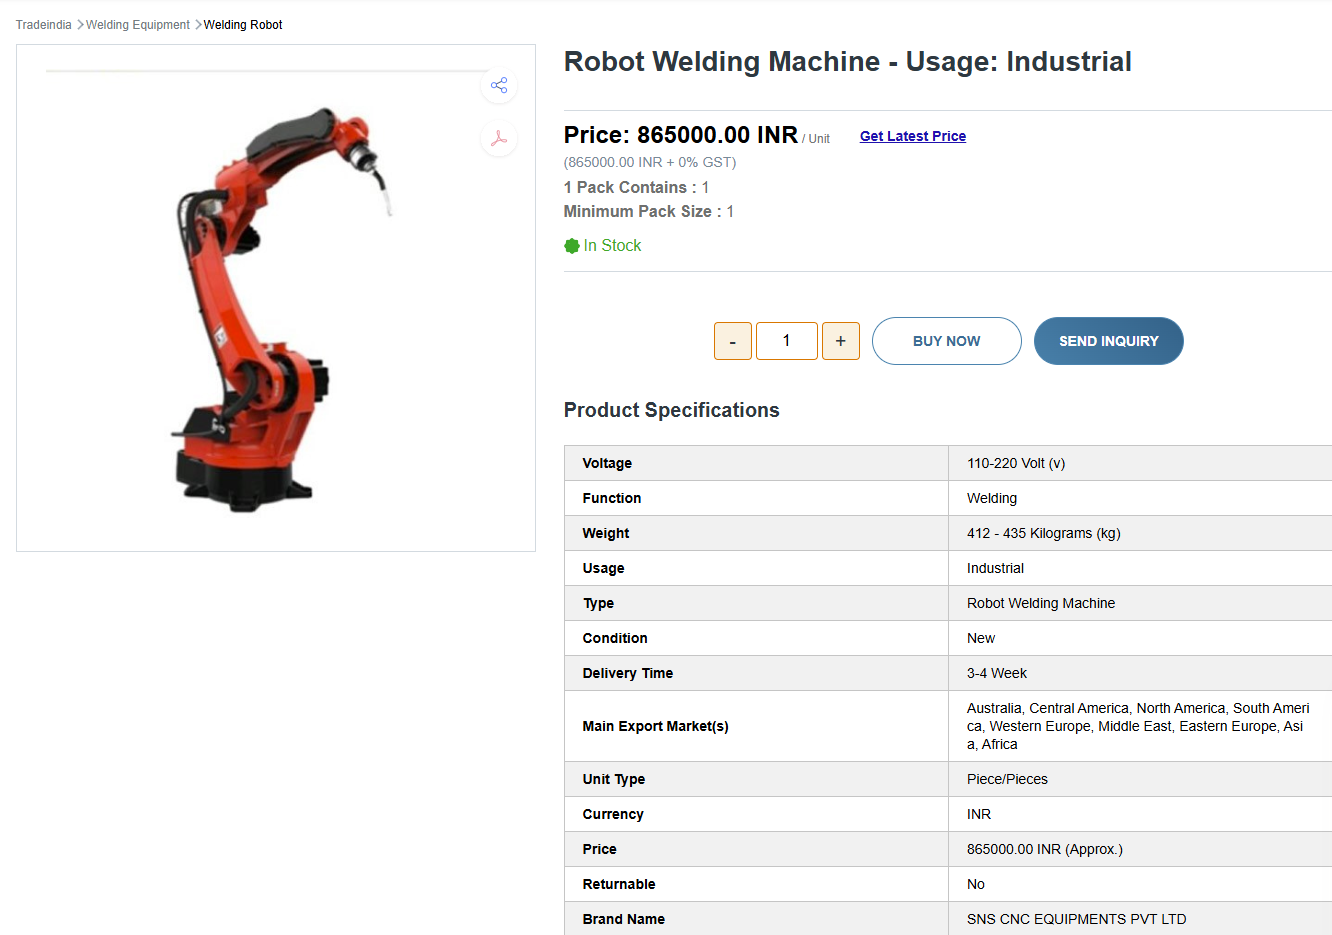 Tradeindia > Welding Equipment > Welding Robot
Robot Welding Machine - Usage: Industrial
Price: 865000.00 INR / Unit Get Latest Price
(865000.00 INR + 0% GST)
1 Pack Contains : 1
Minimum Pack Size : 1
In Stock
- 1 + BUY NOW SEND INQUIRY
Product Specifications
Voltage 110-220 Volt (v)
Function Welding
Weight 412 - 435 Kilograms (kg)
Usage Industrial
Type Robot Welding Machine
Condition New
Delivery Time 3-4 Week
Main Export Market(s) Australia, Central America, North America, South Ameri
ca, Western Europe, Middle East, Eastern Europe, Asi
a, Africa
Unit Type Piece/Pieces
Currency INR
Price 865000.00 INR (Approx.)
Returnable No
Brand Name SNS CNC EQUIPMENTS PVT LTD